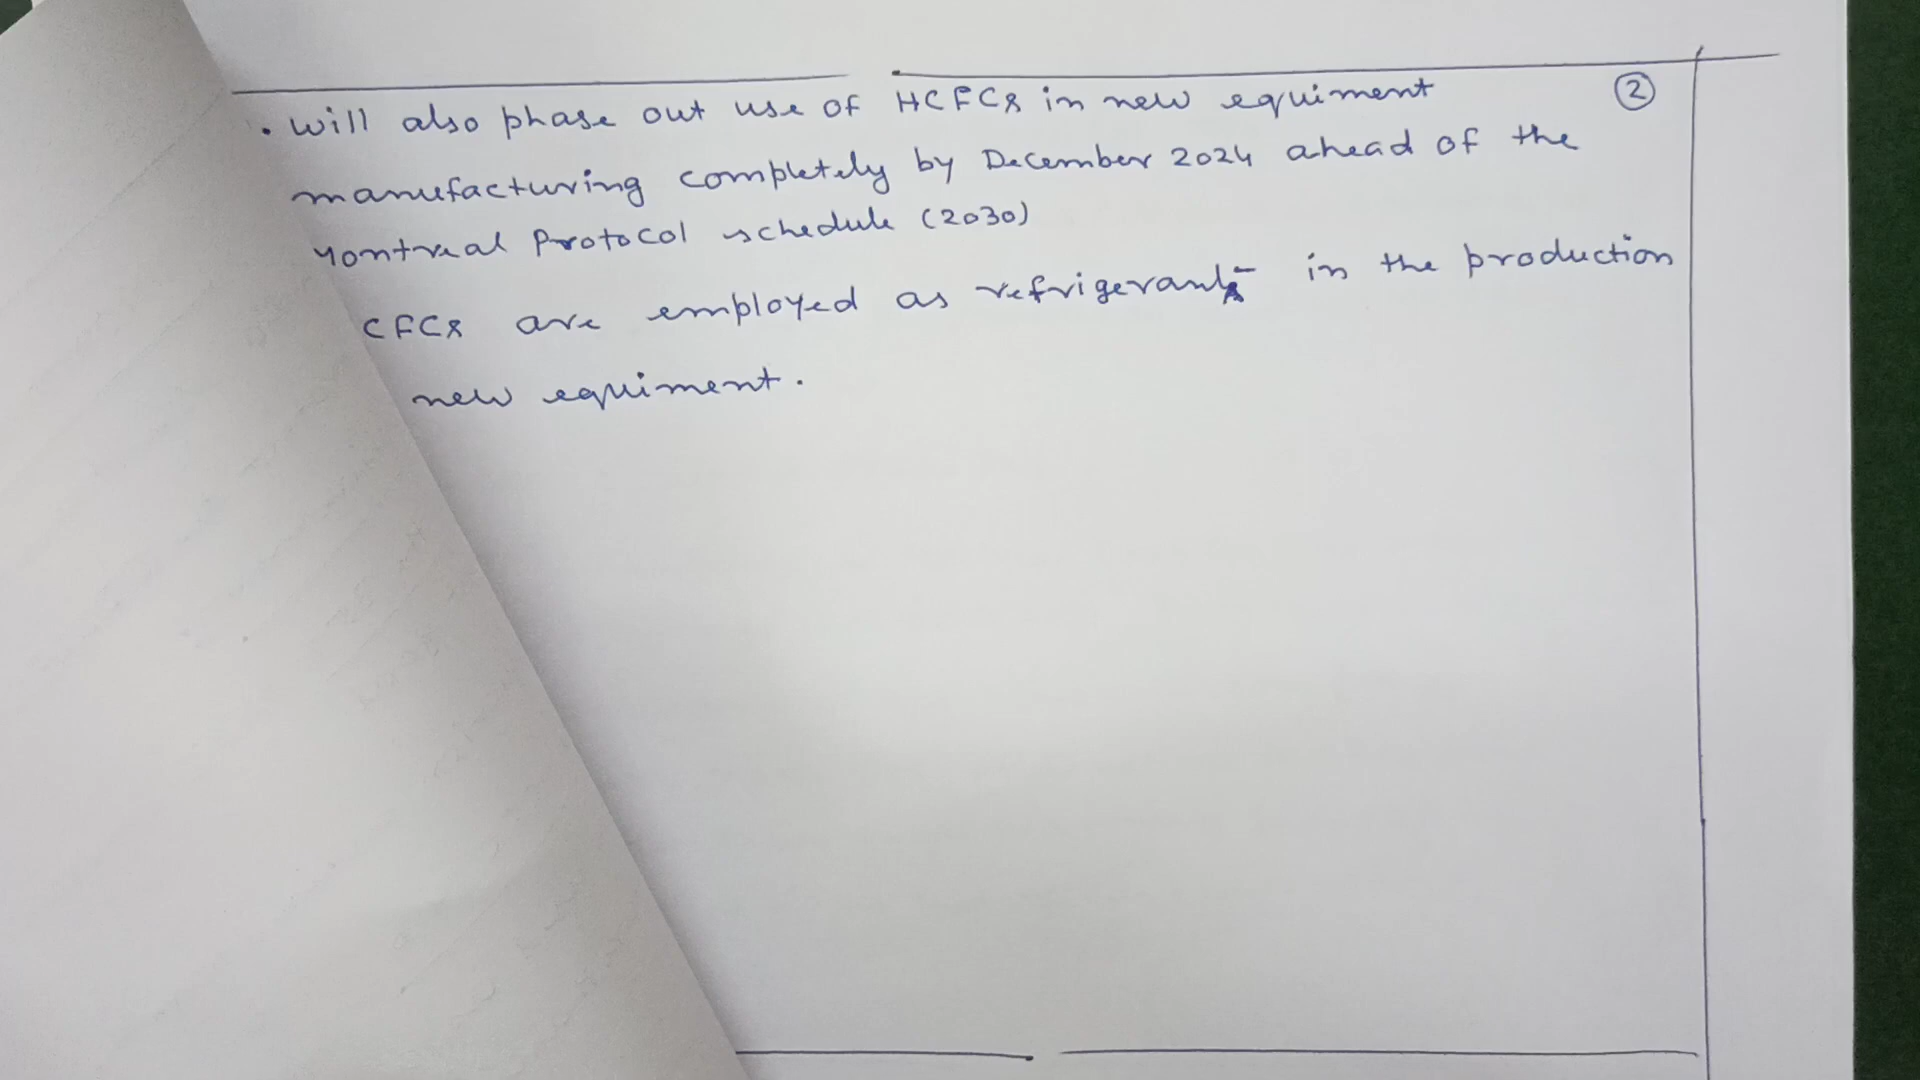 • will also phase out use of HCFCs in new equiment
②
manufacturing completely by December 2024 ahead of the
Montreal Protocol schedule (2030)
CFCs are employed as refrigerants in the production
new equiment.